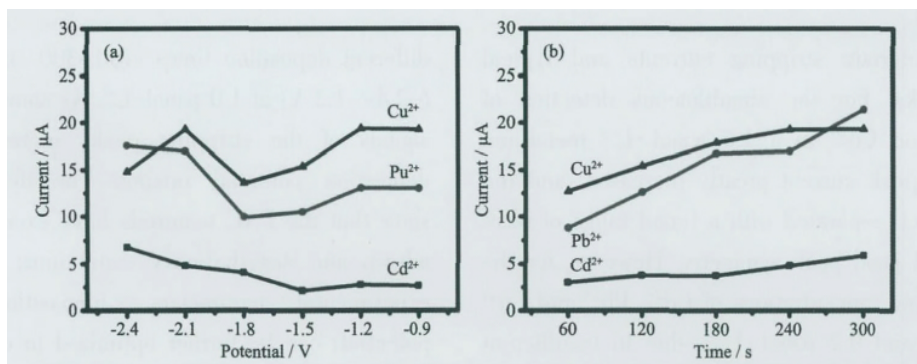 (a)
30
25
20
15
10
5
0
Current / μA
Cu²⁺
Pu²⁺
Cd²⁺
-2.4 -2.1 -1.8 -1.5 -1.2 -0.9
Potential / V
(b)
30
25
20
15
10
5
0
Current / μA
Cu²⁺
Pb²⁺
Cd²⁺
60 120 180 240 300
Time / s